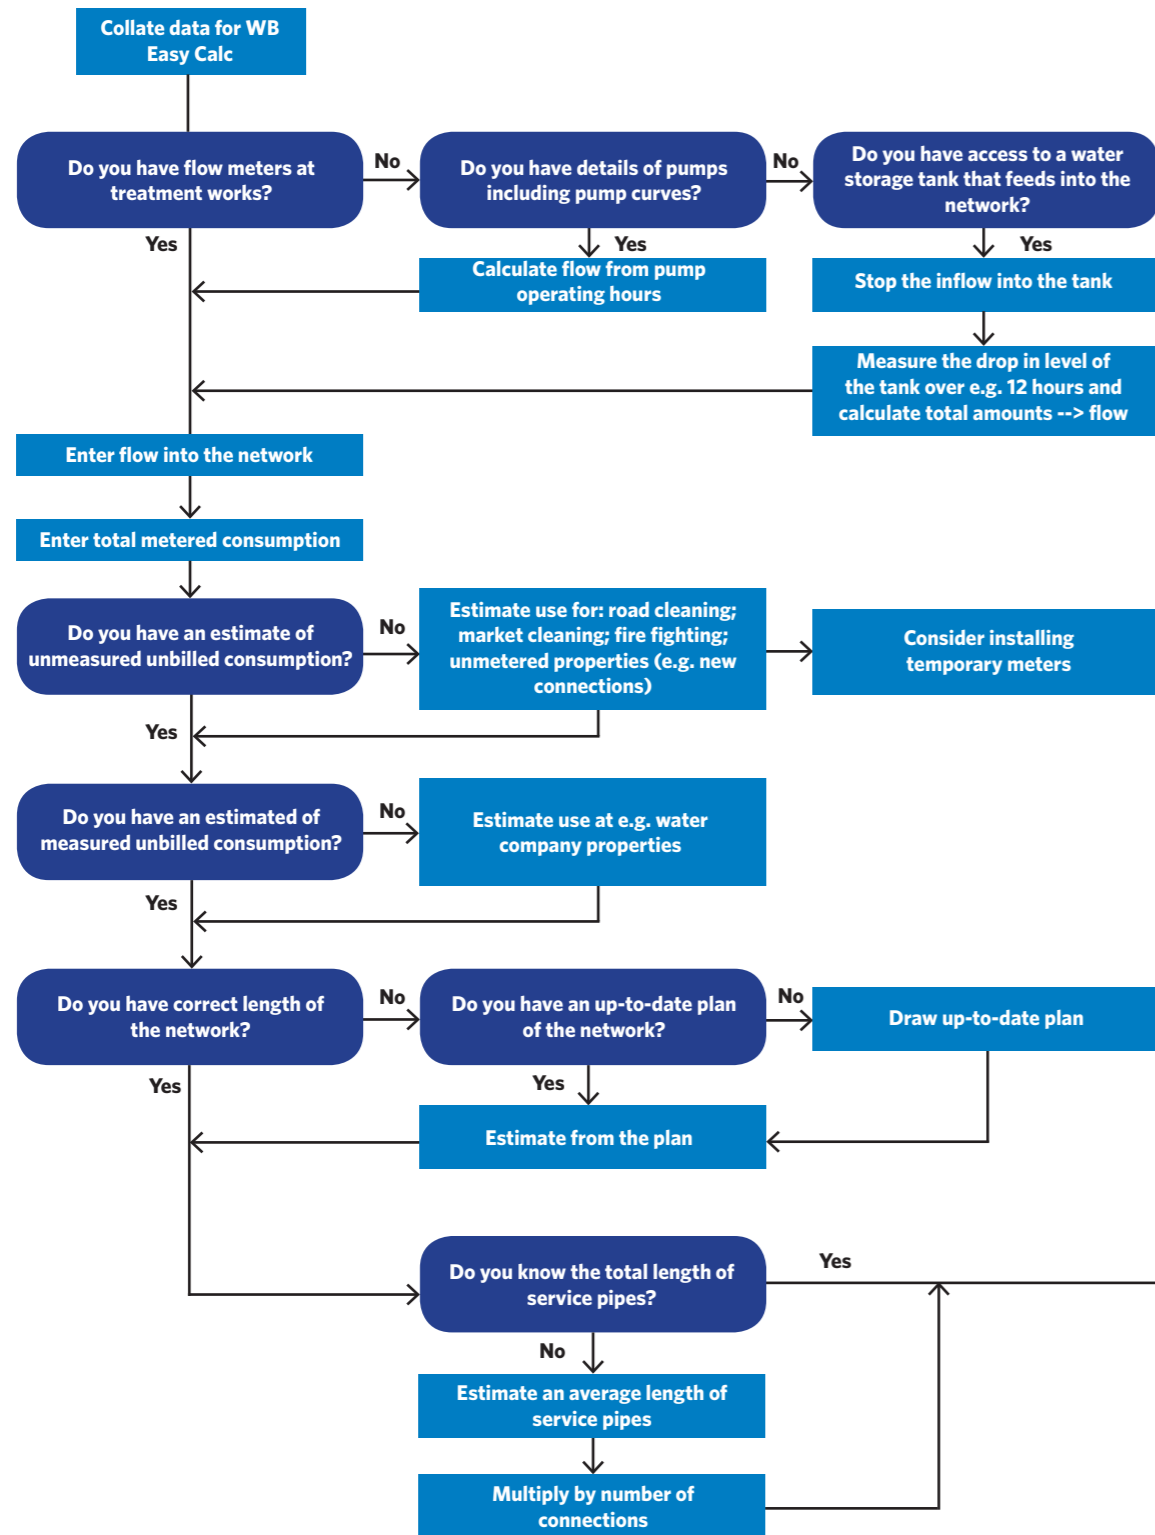 Collate data for WB
Easy Calc
Do you have flow meters at
treatment works?
No
Do you have details of pumps
including pump curves?
No
Do you have access to a water
storage tank that feeds into the
network?
Yes
Yes
Yes
Calculate flow from pump
operating hours
Stop the inflow into the tank
Measure the drop in level of
the tank over e.g. 12 hours and
calculate total amounts --> flow
Enter flow into the network
Enter total metered consumption
Do you have an estimate of
unmeasured unbilled consumption?
No
Estimate use for: road cleaning;
market cleaning; fire fighting;
unmetered properties (e.g. new
connections)
Consider installing
temporary meters
Yes
Do you have an estimated of
measured unbilled consumption?
No
Estimate use at e.g. water
company properties
Yes
Do you have correct length of
the network?
No
Do you have an up-to-date plan
of the network?
No
Draw up-to-date plan
Yes
Yes
Estimate from the plan
Do you know the total length of
service pipes?
Yes
No
Estimate an average length of
service pipes
Multiply by number of
connections